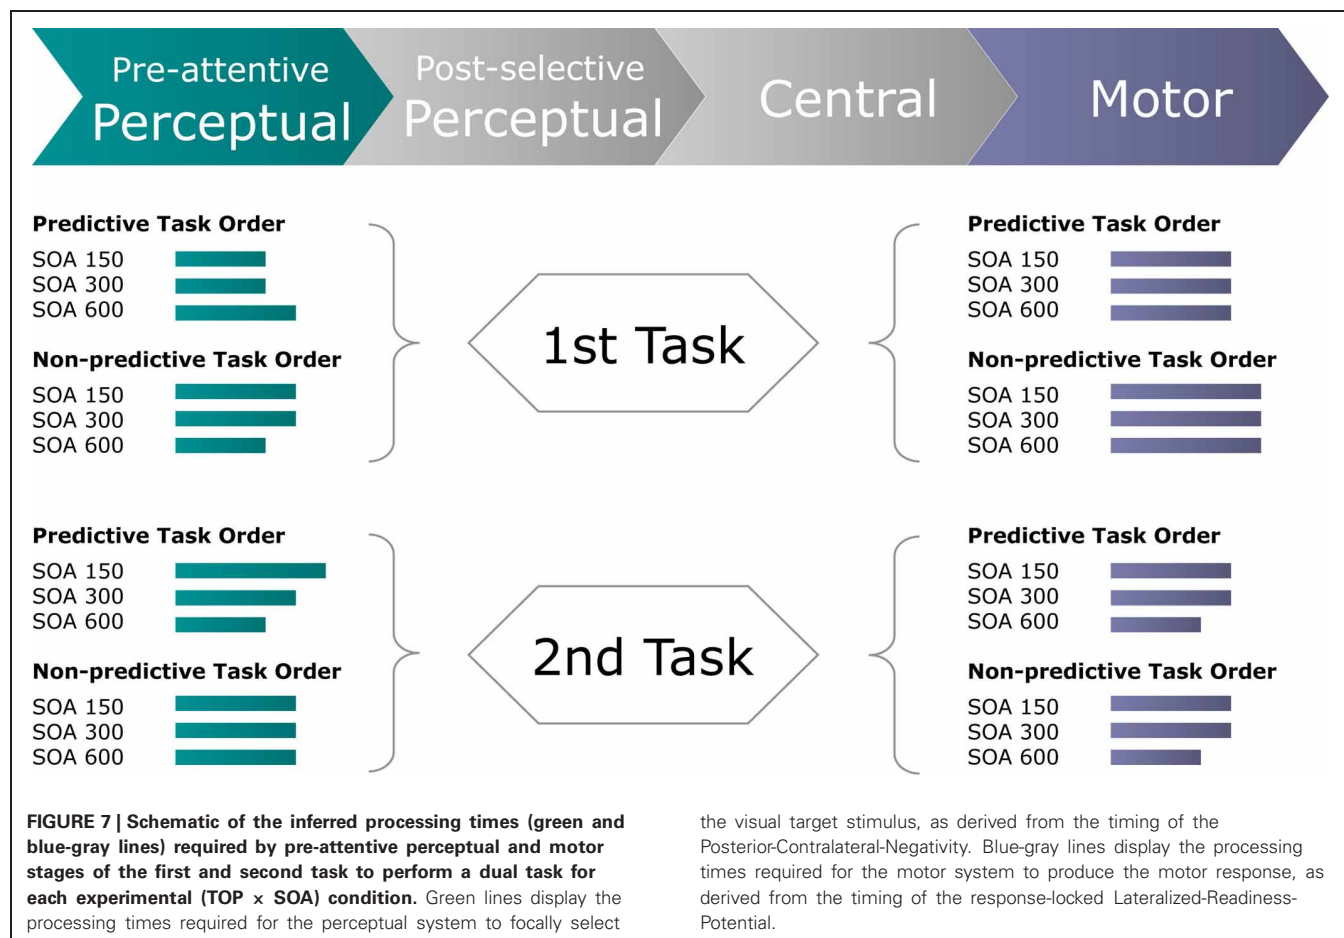 Pre-attentive
Perceptual
Post-selective
Perceptual
Central
Motor
Predictive Task Order
SOA 150
SOA 300
SOA 600
Non-predictive Task Order
SOA 150
SOA 300
SOA 600
1st Task
Predictive Task Order
SOA 150
SOA 300
SOA 600
Non-predictive Task Order
SOA 150
SOA 300
SOA 600
Predictive Task Order
SOA 150
SOA 300
SOA 600
Non-predictive Task Order
SOA 150
SOA 300
SOA 600
2nd Task
Predictive Task Order
SOA 150
SOA 300
SOA 600
Non-predictive Task Order
SOA 150
SOA 300
SOA 600
FIGURE 7 | Schematic of the inferred processing times (green and
blue-gray lines) required by pre-attentive perceptual and motor
stages of the first and second task to perform a dual task for
each experimental (TOP × SOA) condition. Green lines display the
processing times required for the perceptual system to focally select
the visual target stimulus, as derived from the timing of the
Posterior-Contralateral-Negativity. Blue-gray lines display the processing
times required for the motor system to produce the motor response, as
derived from the timing of the response-locked Lateralized-Readiness-
Potential.